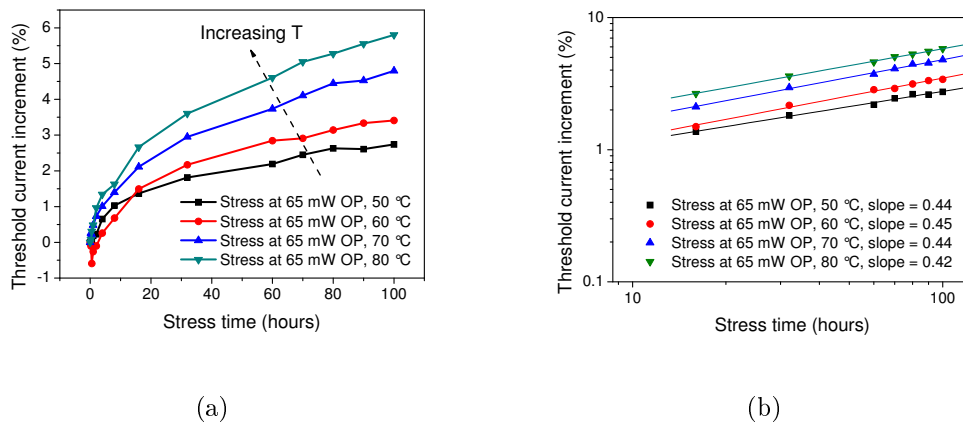 Threshold current increment (%)
6
5
4
3
2
1
0
-1
Increasing T
Stress at 65 mW OP, 50 °C
Stress at 65 mW OP, 60 °C
Stress at 65 mW OP, 70 °C
Stress at 65 mW OP, 80 °C
0 20 40 60 80 100
Stress time (hours)
(a)
Threshold current increment (%)
10
1
0.1
Stress at 65 mW OP, 50 °C, slope = 0.44
Stress at 65 mW OP, 60 °C, slope = 0.45
Stress at 65 mW OP, 70 °C, slope = 0.44
Stress at 65 mW OP, 80 °C, slope = 0.42
10 100
Stress time (hours)
(b)